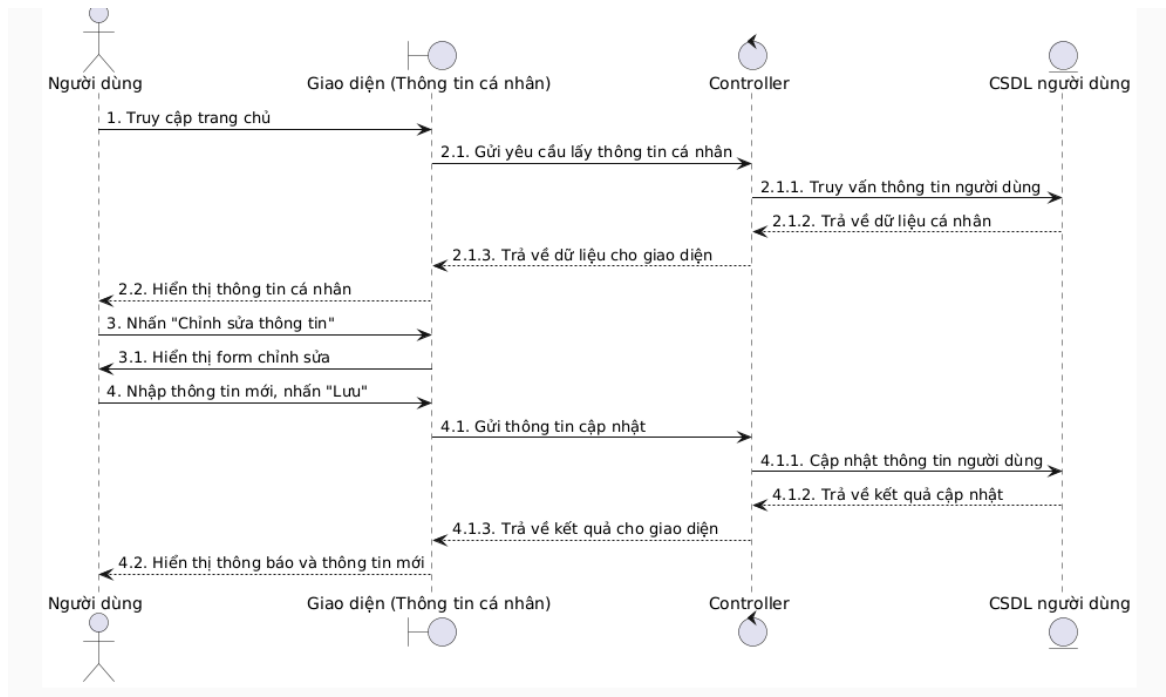 Người dùng
Giao diện (Thông tin cá nhân)
Controller
CSDL người dùng
1. Truy cập trang chủ
2.1. Gửi yêu cầu lấy thông tin cá nhân
2.1.1. Truy vấn thông tin người dùng
2.1.2. Trả về dữ liệu cá nhân
2.1.3. Trả về dữ liệu cho giao diện
2.2. Hiển thị thông tin cá nhân
3. Nhấn "Chỉnh sửa thông tin"
3.1. Hiển thị form chỉnh sửa
4. Nhập thông tin mới, nhấn "Lưu"
4.1. Gửi thông tin cập nhật
4.1.1. Cập nhật thông tin người dùng
4.1.2. Trả về kết quả cập nhật
4.1.3. Trả về kết quả cho giao diện
4.2. Hiển thị thông báo và thông tin mới
Người dùng
Giao diện (Thông tin cá nhân)
Controller
CSDL người dùng